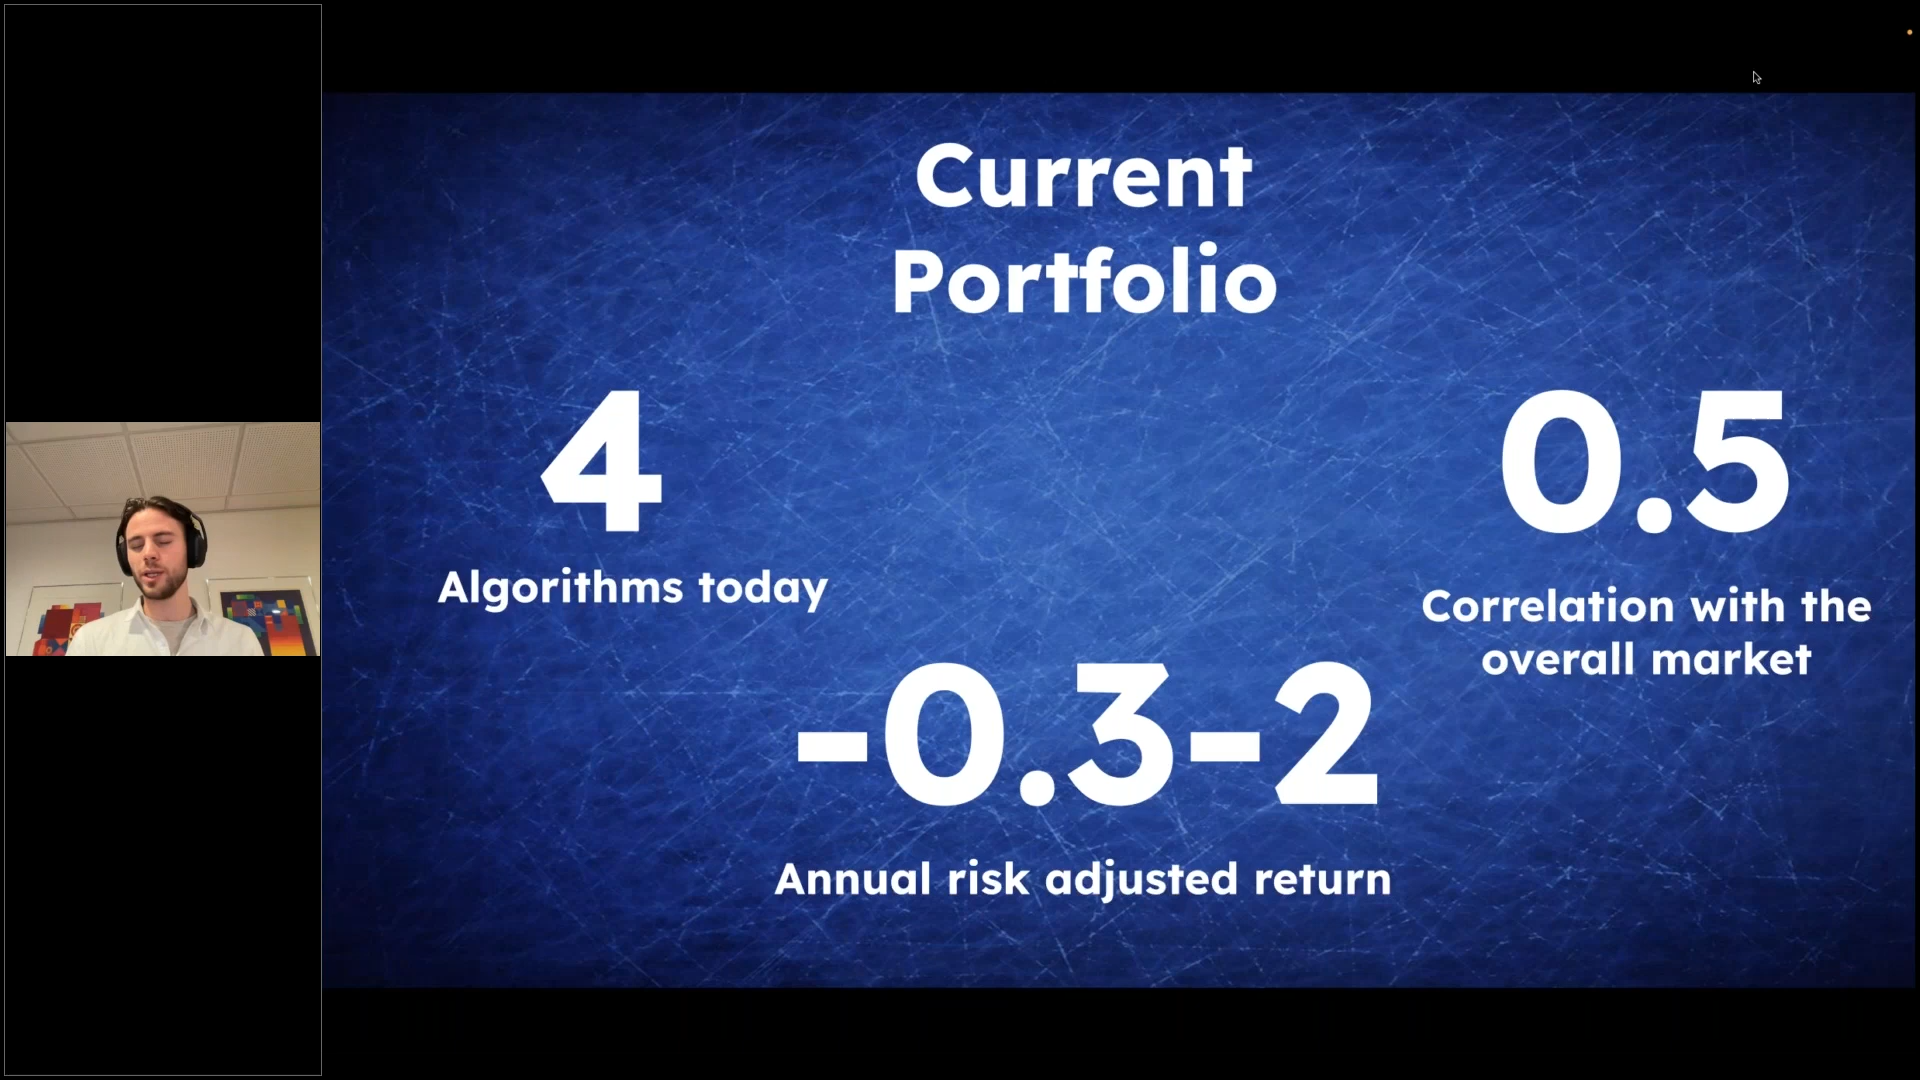 Current
Portfolio
4
Algorithms today
0.5
Correlation with the
overall market
-0.3-2
Annual risk adjusted return